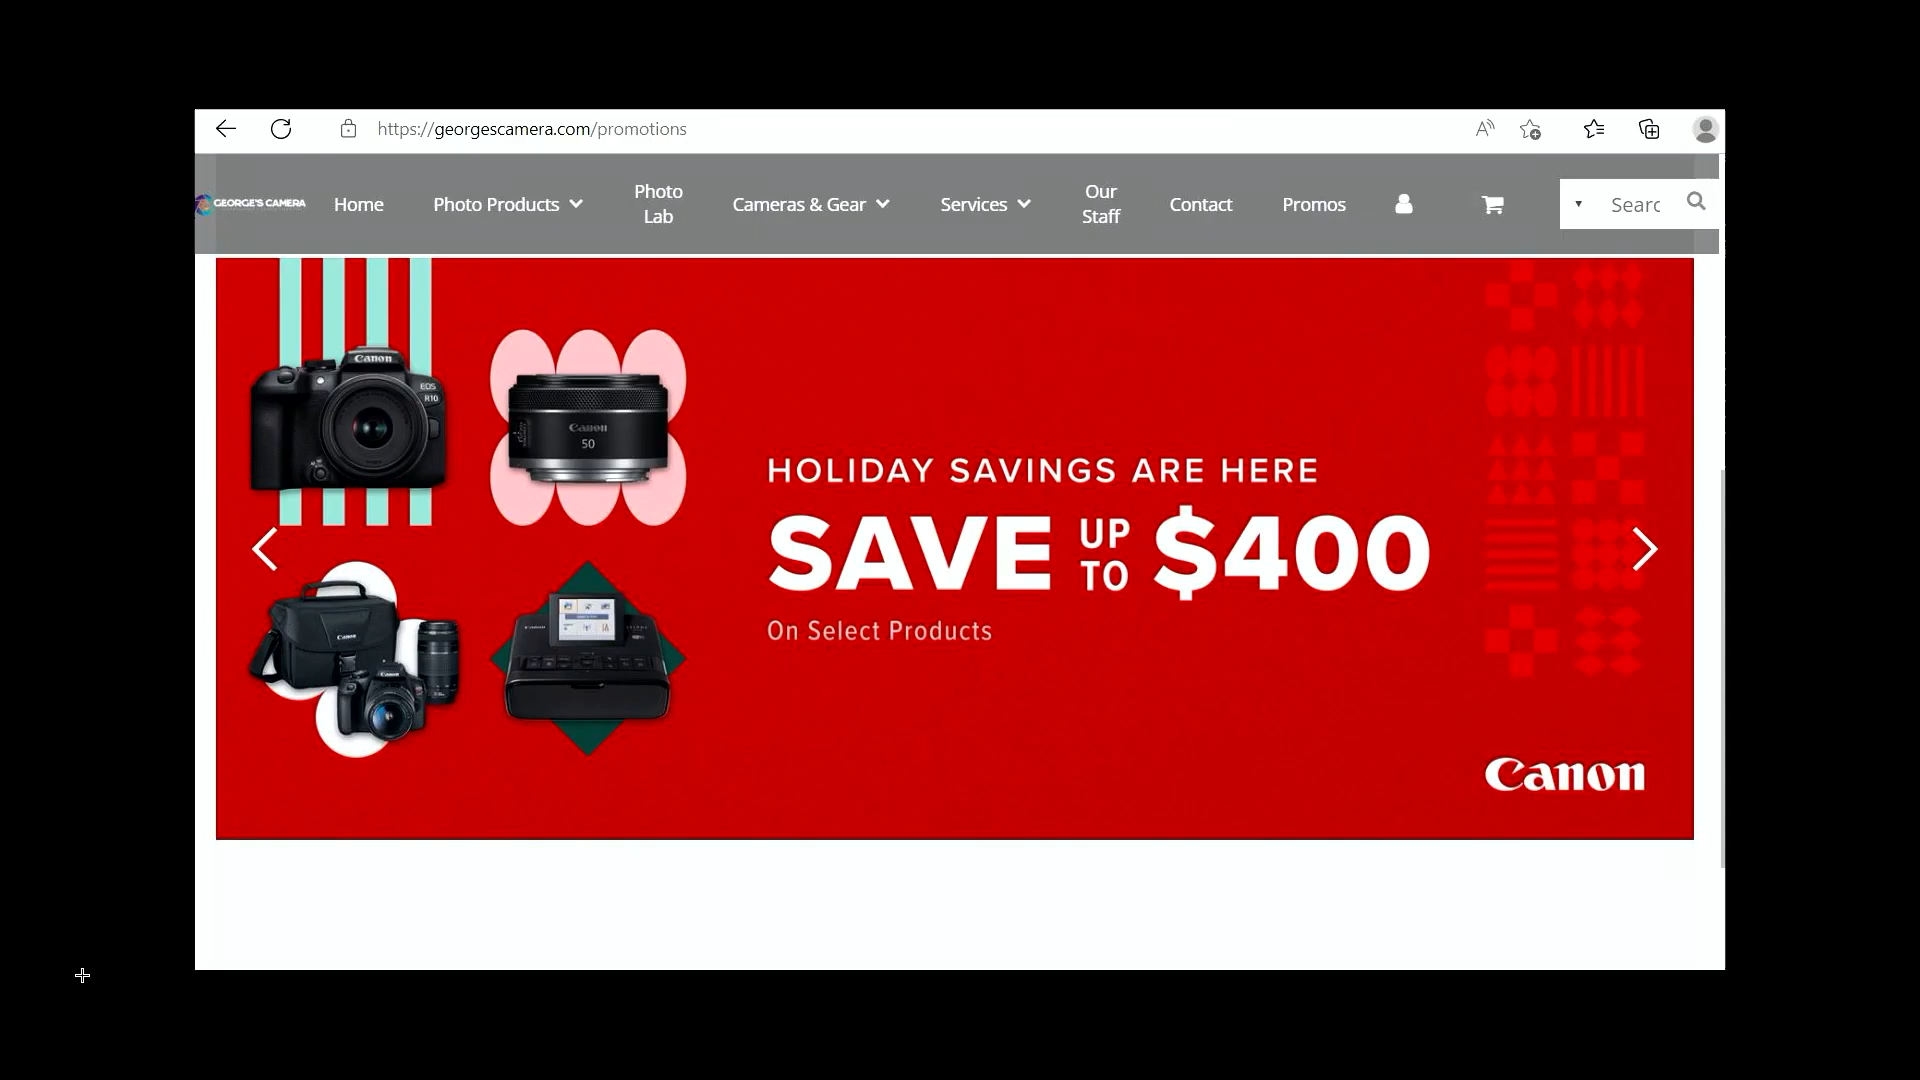 https://georgescamera.com/promotions
GEORGE'S CAMERA
Home
Photo Products
Photo
Lab
Cameras & Gear
Services
Our
Staff
Contact
Promos
Searc
Canon
EOS
R10
Canon
50
HOLIDAY SAVINGS ARE HERE
SAVE UP TO $400
On Select Products
Canon
Canon
Canon